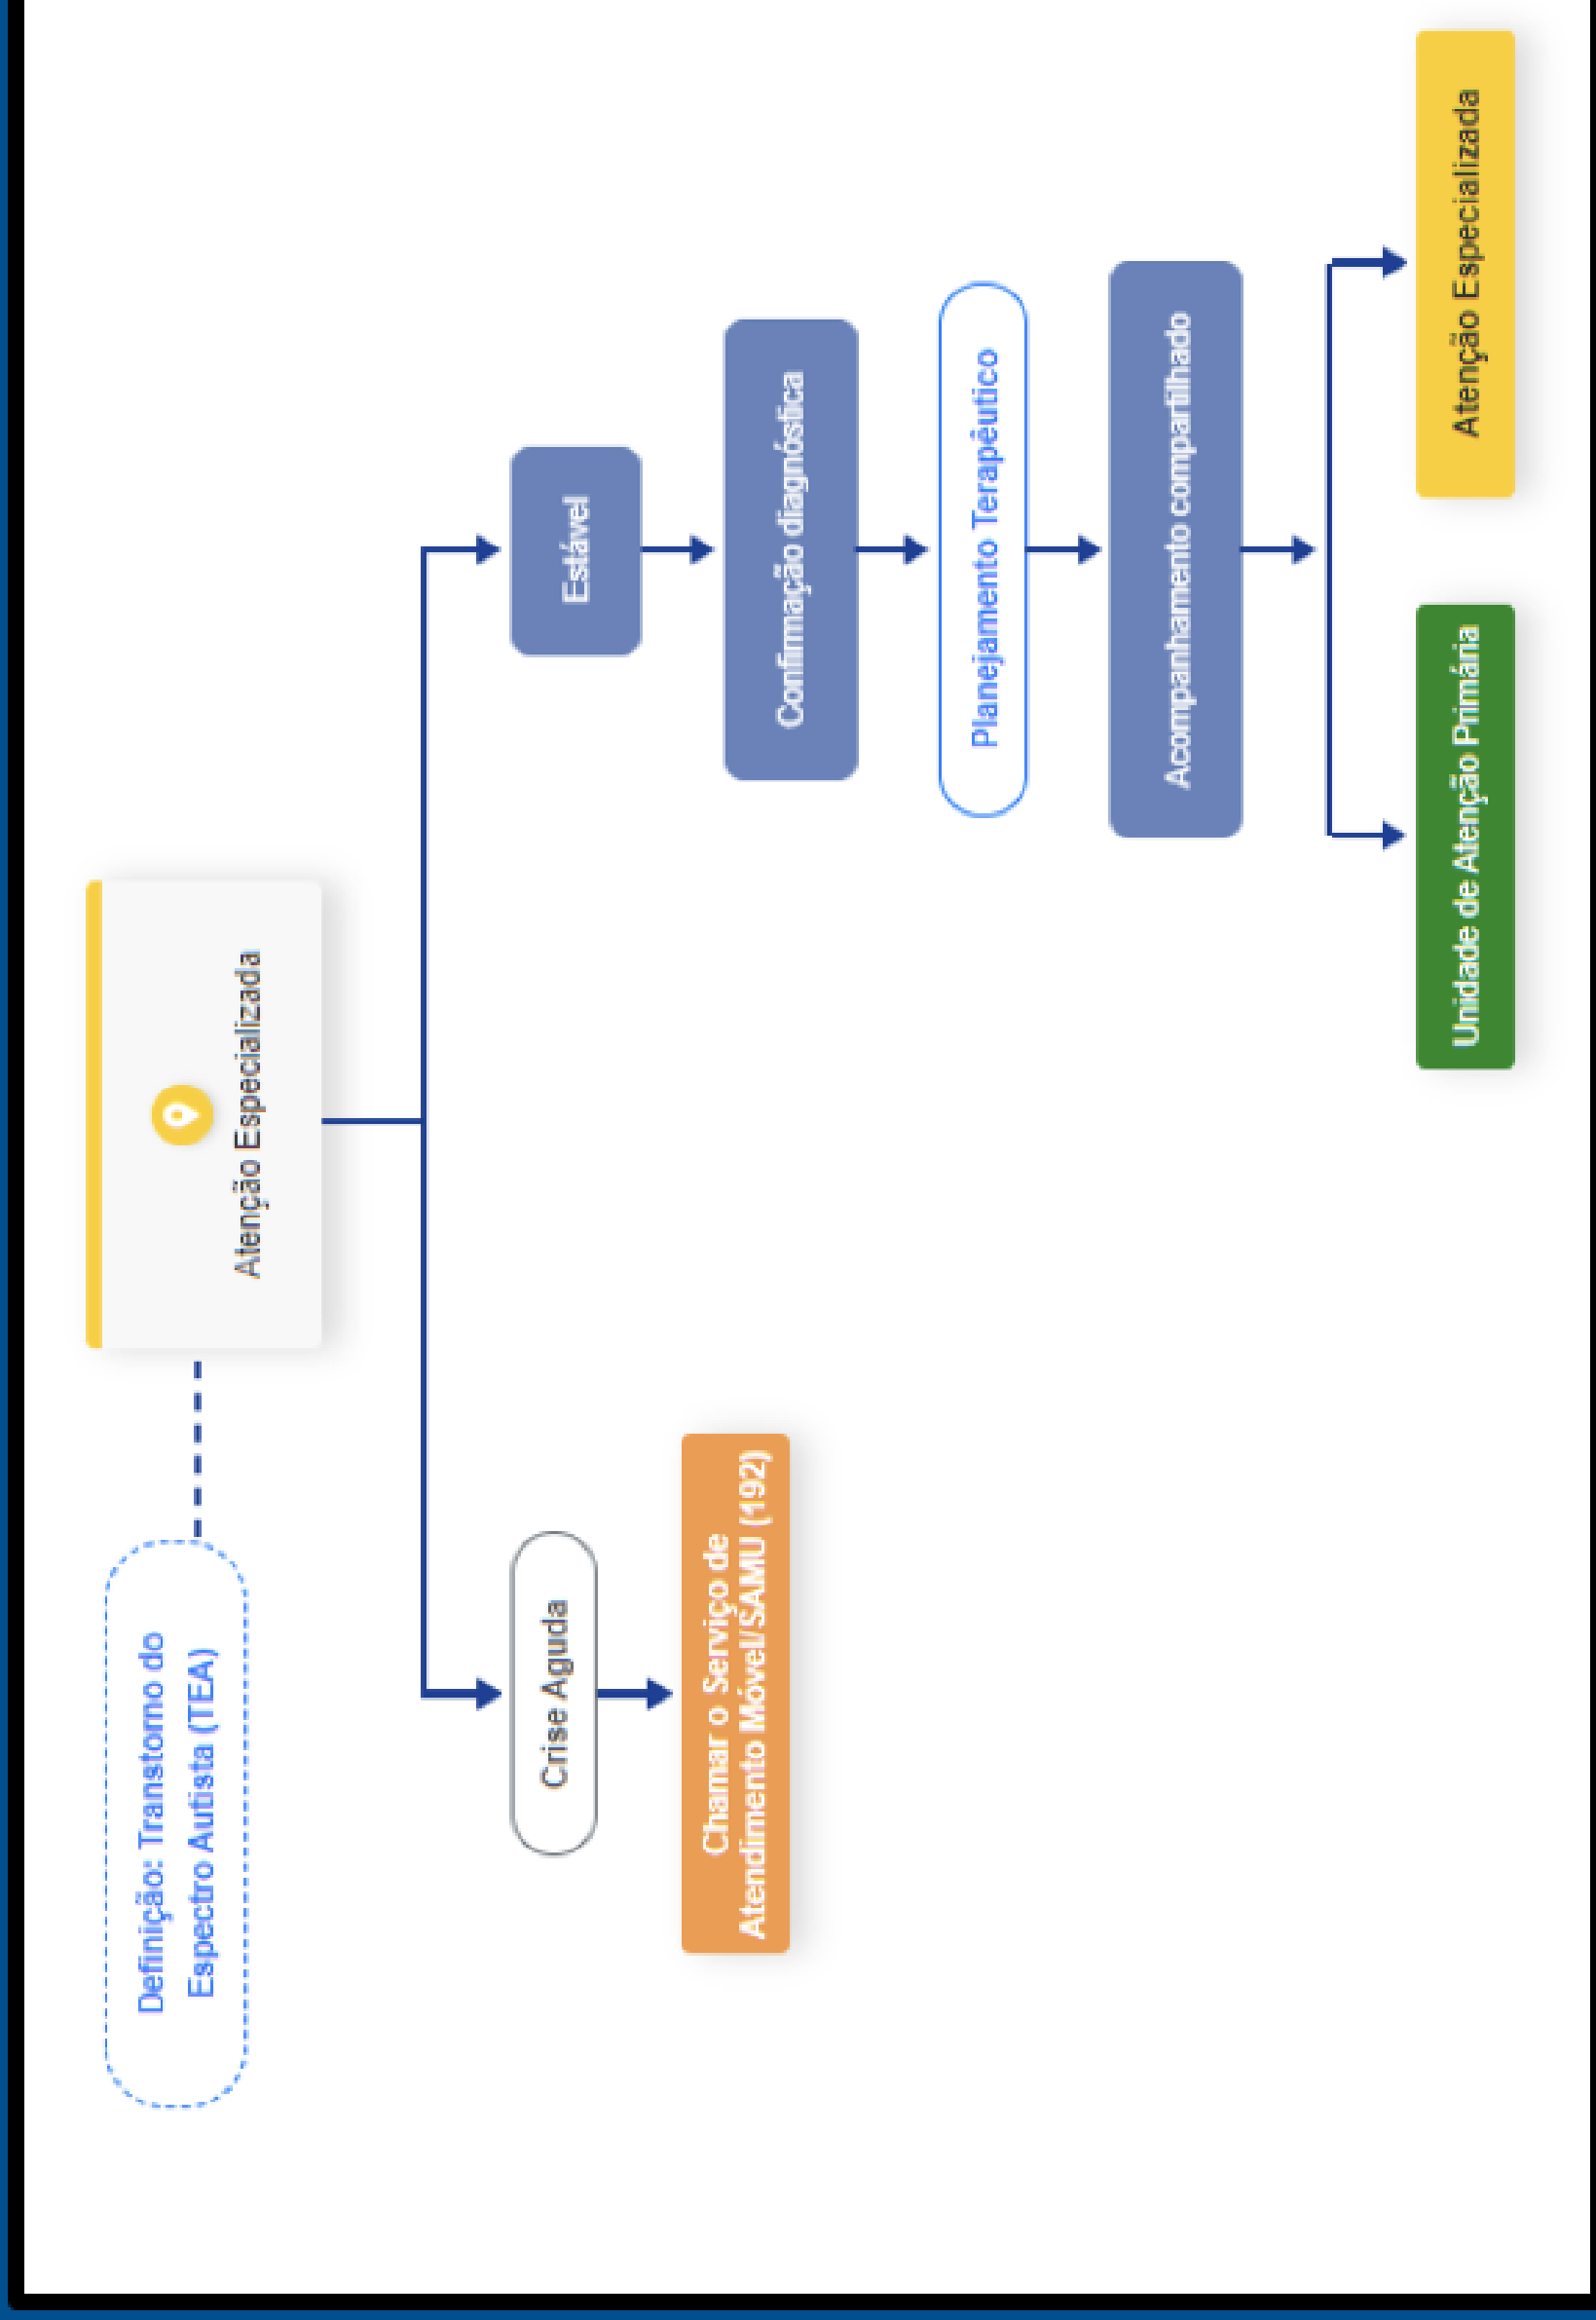 Definição: Transtorno do
Espectro Autista (TEA)
Atenção Especializada
Crise Aguda
Chamar o Serviço de
Atendimento Móvel/SAMU (192)
Estável
Confirmação diagnóstica
Planejamento Terapêutico
Acompanhamento compartilhado
Unidade de Atenção Primária
Atenção Especializada